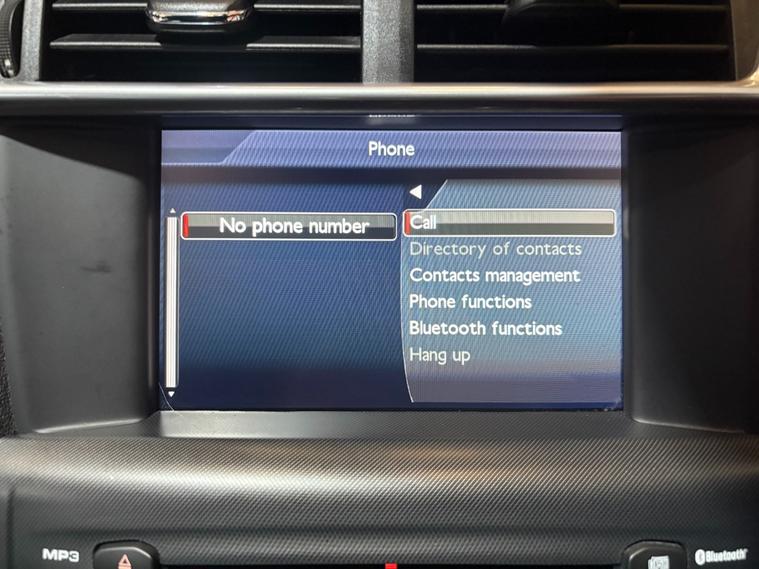 Phone
No phone number
Call
Directory of contacts
Contacts management
Phone functions
Bluetooth functions
Hang up
MP3
Bluetooth